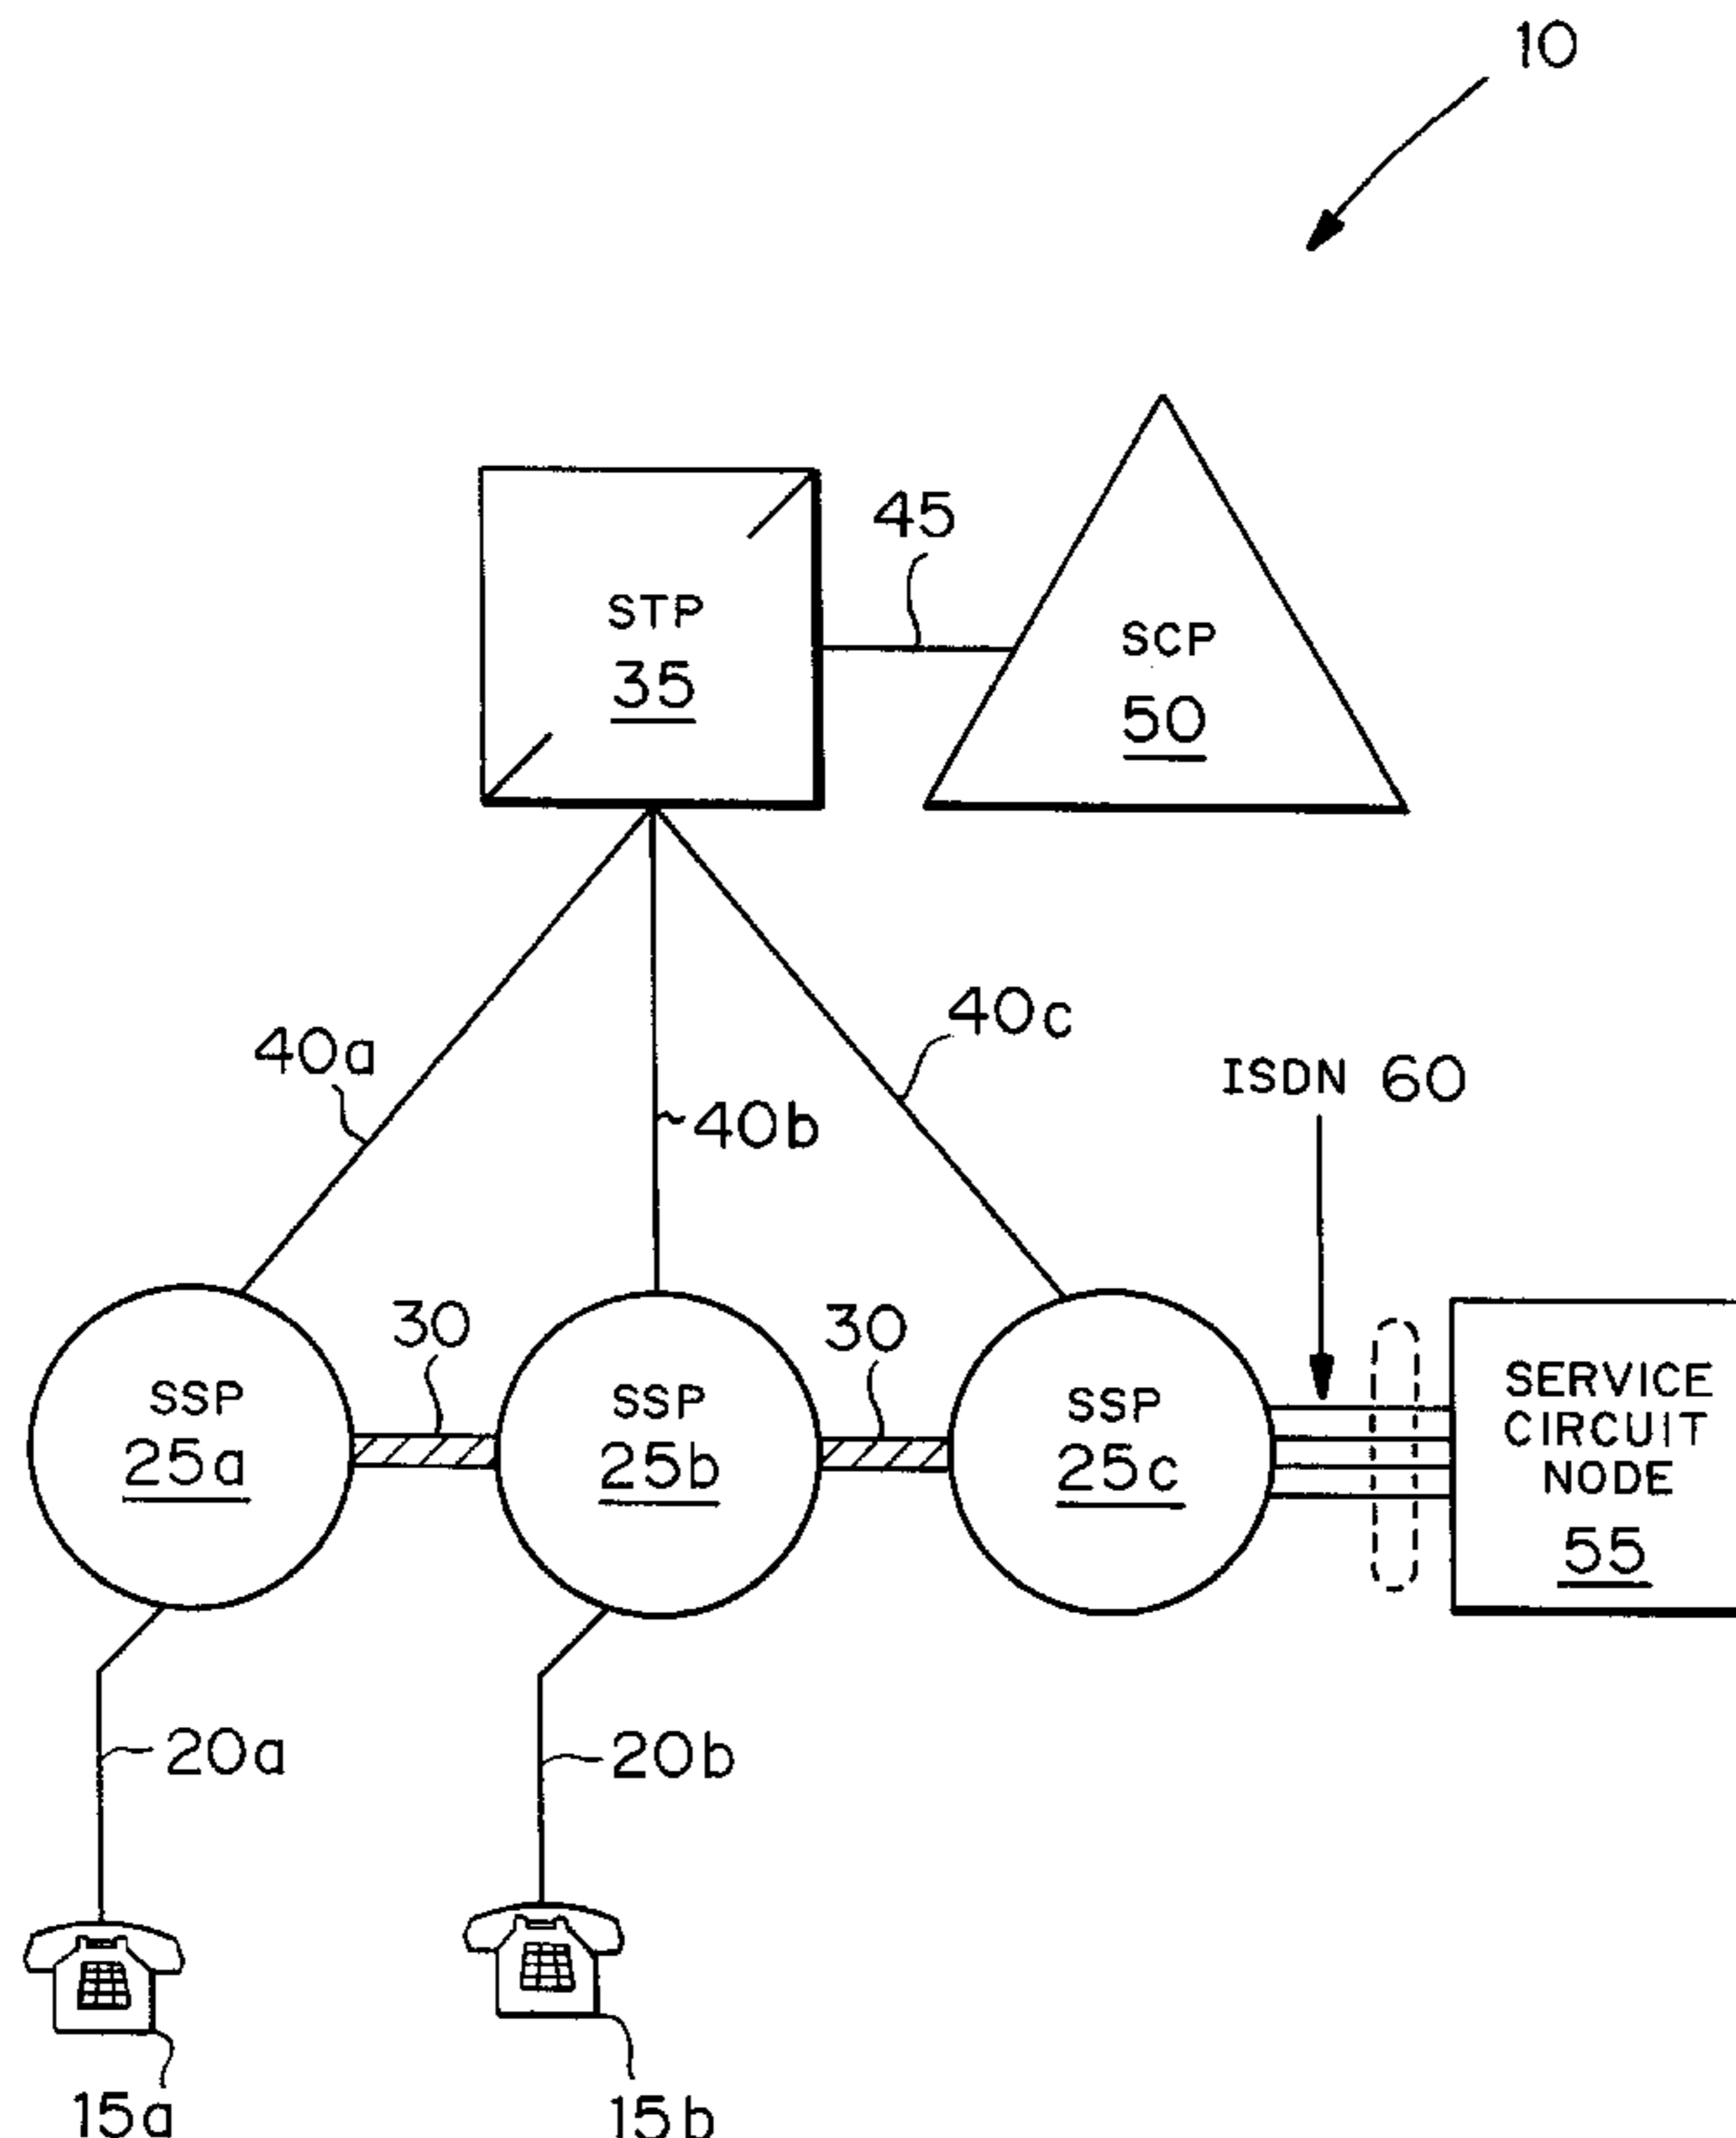 10
45
STP
35
SCP
50
40a
40b
40c
ISDN 60
30
30
SSP
25a
SSP
25b
SSP
25c
SERVICE
CIRCUIT
NODE
55
20a
20b
15a
15b